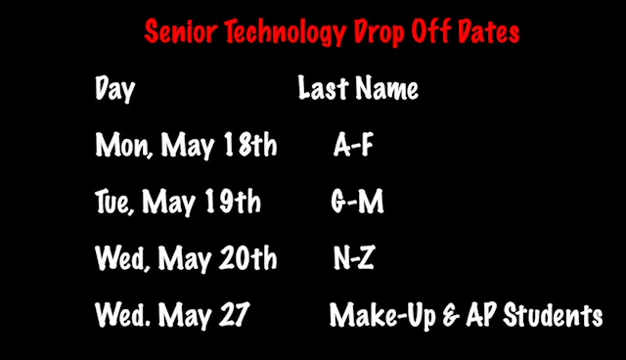 Senior Technology Drop Off Dates
Day Last Name
Mon, May 18th A-F
Tue, May 19th G-M
Wed, May 20th N-Z
Wed. May 27 Make-Up & AP Students